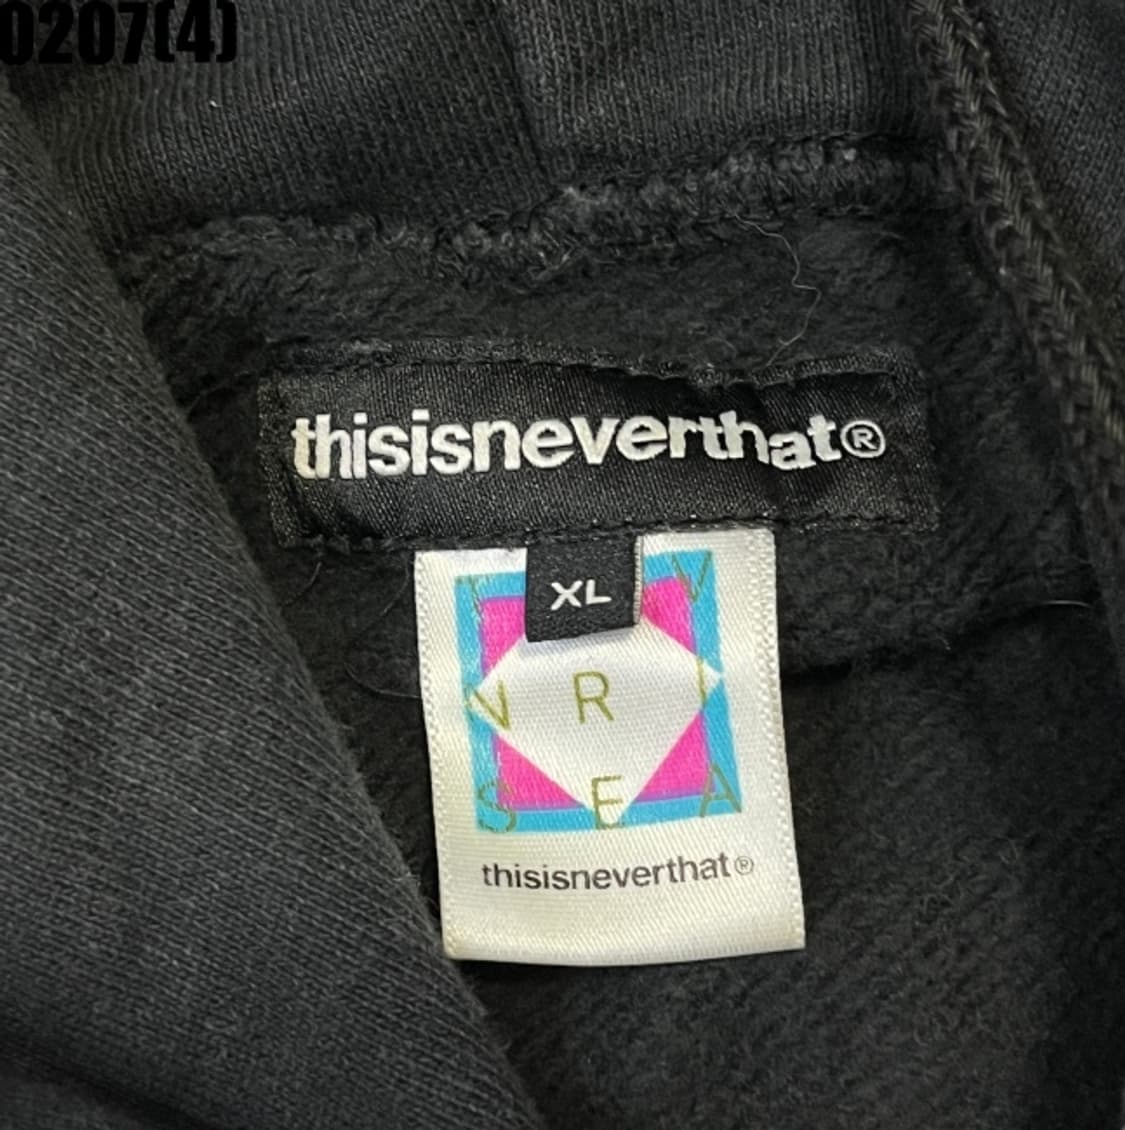 0207(4)
thisisneverthat®
XL
T V
N R I
S E A
thisisneverthat®